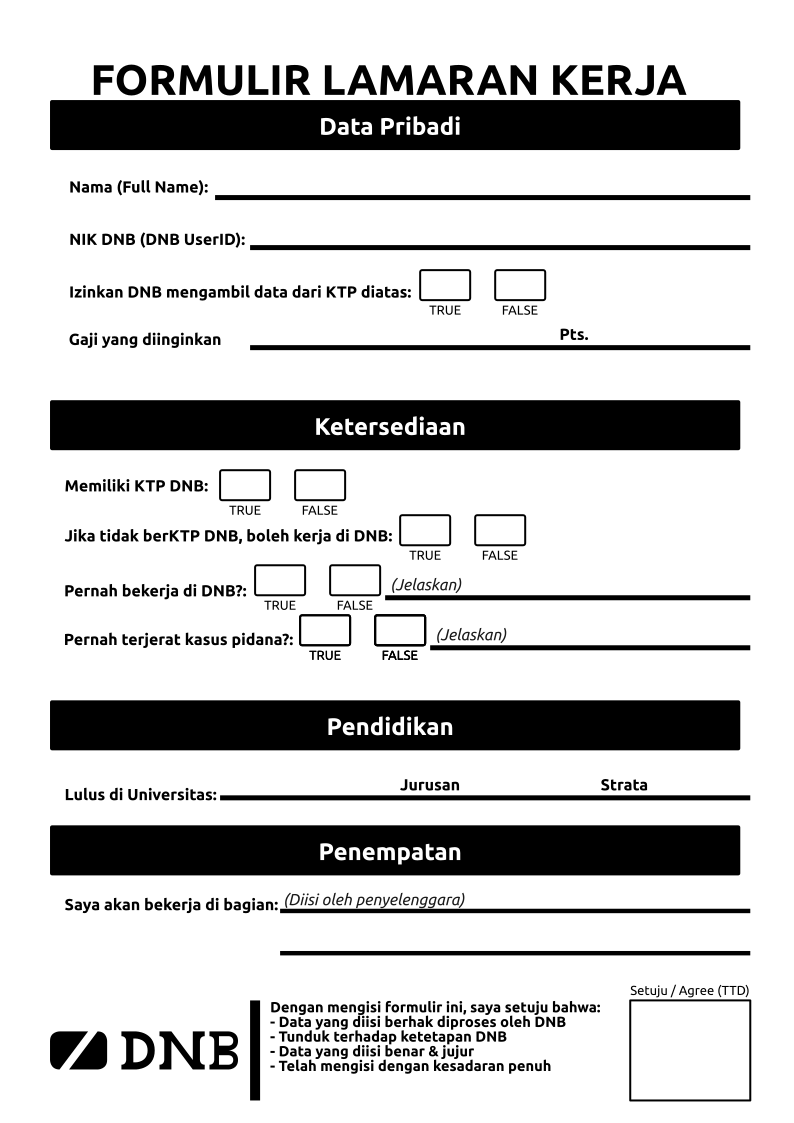 FORMULIR LAMARAN KERJA
Data Pribadi
Nama (Full Name):
NIK DNB (DNB UserID):
Izinkan DNB mengambil data dari KTP diatas:
TRUE FALSE
Gaji yang diinginkan Pts.
Ketersediaan
Memiliki KTP DNB:
TRUE FALSE
Jika tidak berKTP DNB, boleh kerja di DNB:
TRUE FALSE
Pernah bekerja di DNB?: (Jelaskan)
TRUE FALSE
Pernah terjerat kasus pidana?: (Jelaskan)
TRUE FALSE
Pendidikan
Lulus di Universitas: Jurusan Strata
Penempatan
Saya akan bekerja di bagian: (Diisi oleh penyelenggara)
DNB
Dengan mengisi formulir ini, saya setuju bahwa:
- Data yang diisi berhak diproses oleh DNB
- Tunduk terhadap ketetapan DNB
- Data yang diisi benar & jujur
- Telah mengisi dengan kesadaran penuh
Setuju / Agree (TTD)